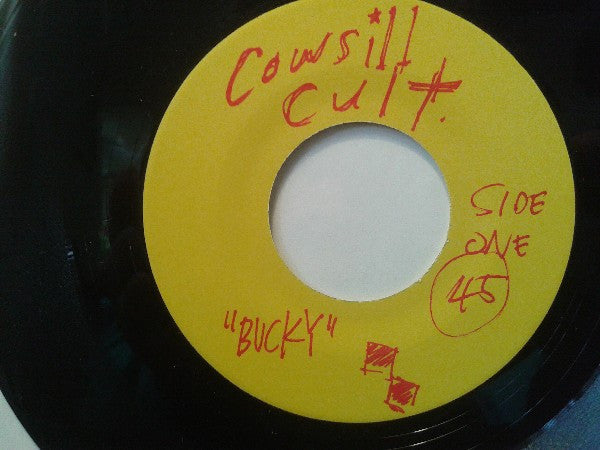 Cowsill
Cult.
SIDE
ONE
45
"BUCKY"